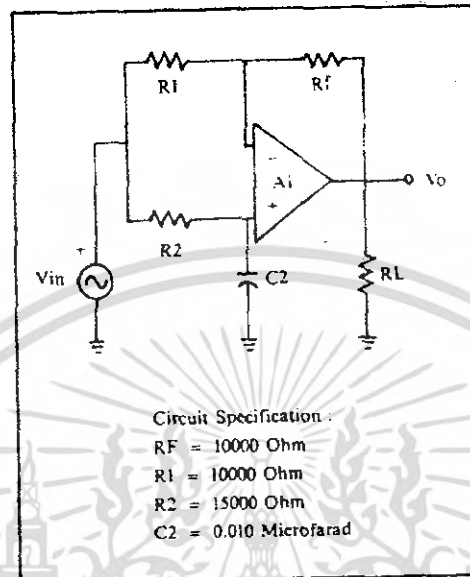 R1
Rf
-
A1
+
Vo
R2
C2
RL
+
Vin
Circuit Specification :
RF = 10000 Ohm
R1 = 10000 Ohm
R2 = 15000 Ohm
C2 = 0.010 Microfarad